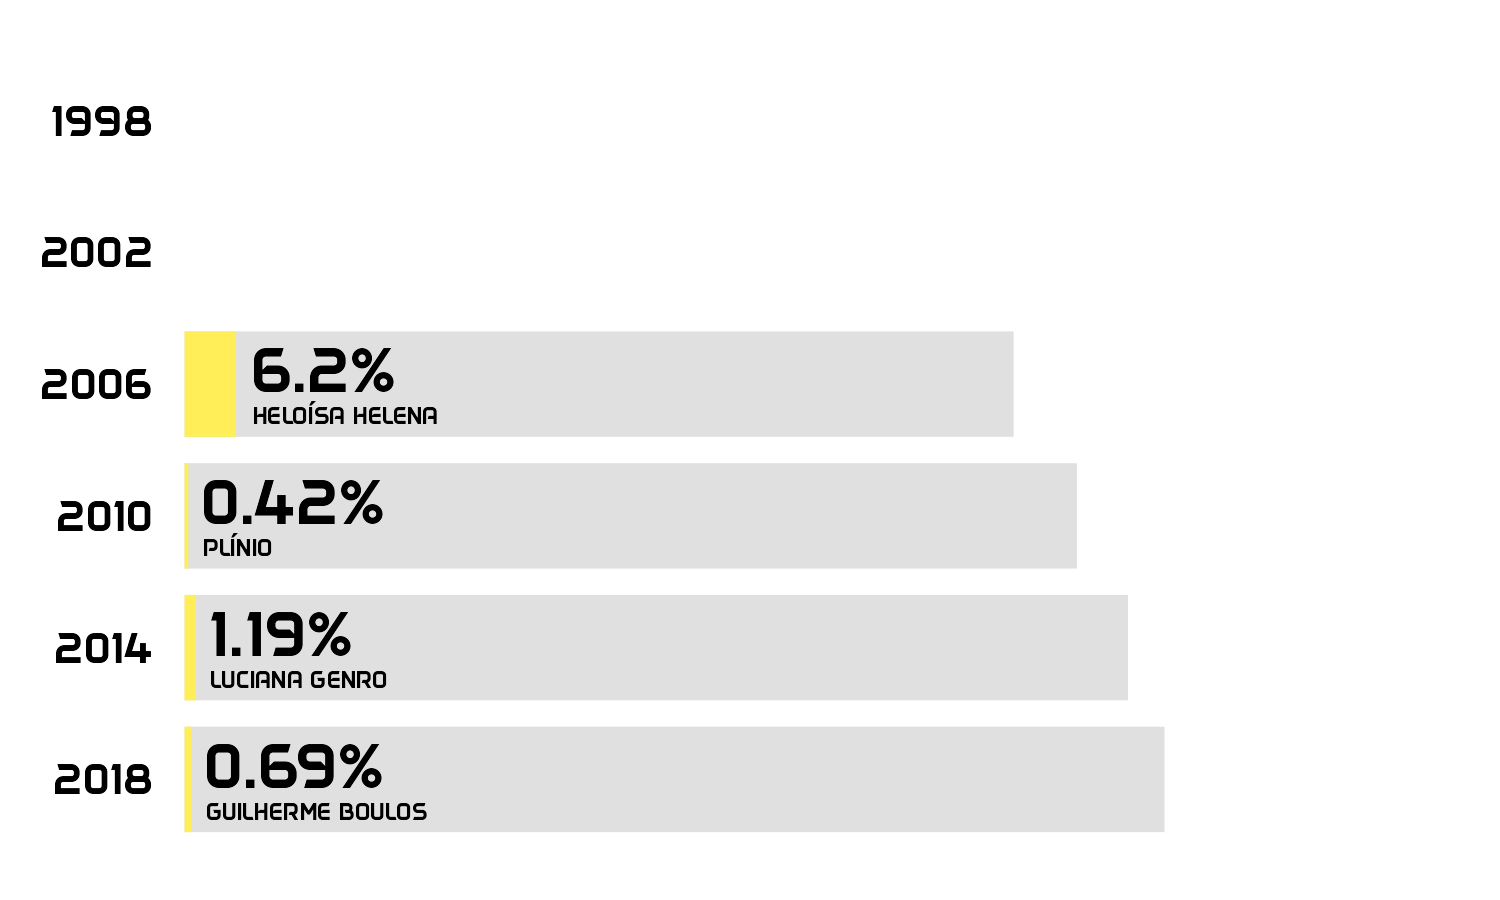 1998
2002
2006
6.2%
HELOÍSA HELENA
2010
0.42%
PLÍNIO
2014
1.19%
LUCIANA GENRO
2018
0.69%
GUILHERME BOULOS